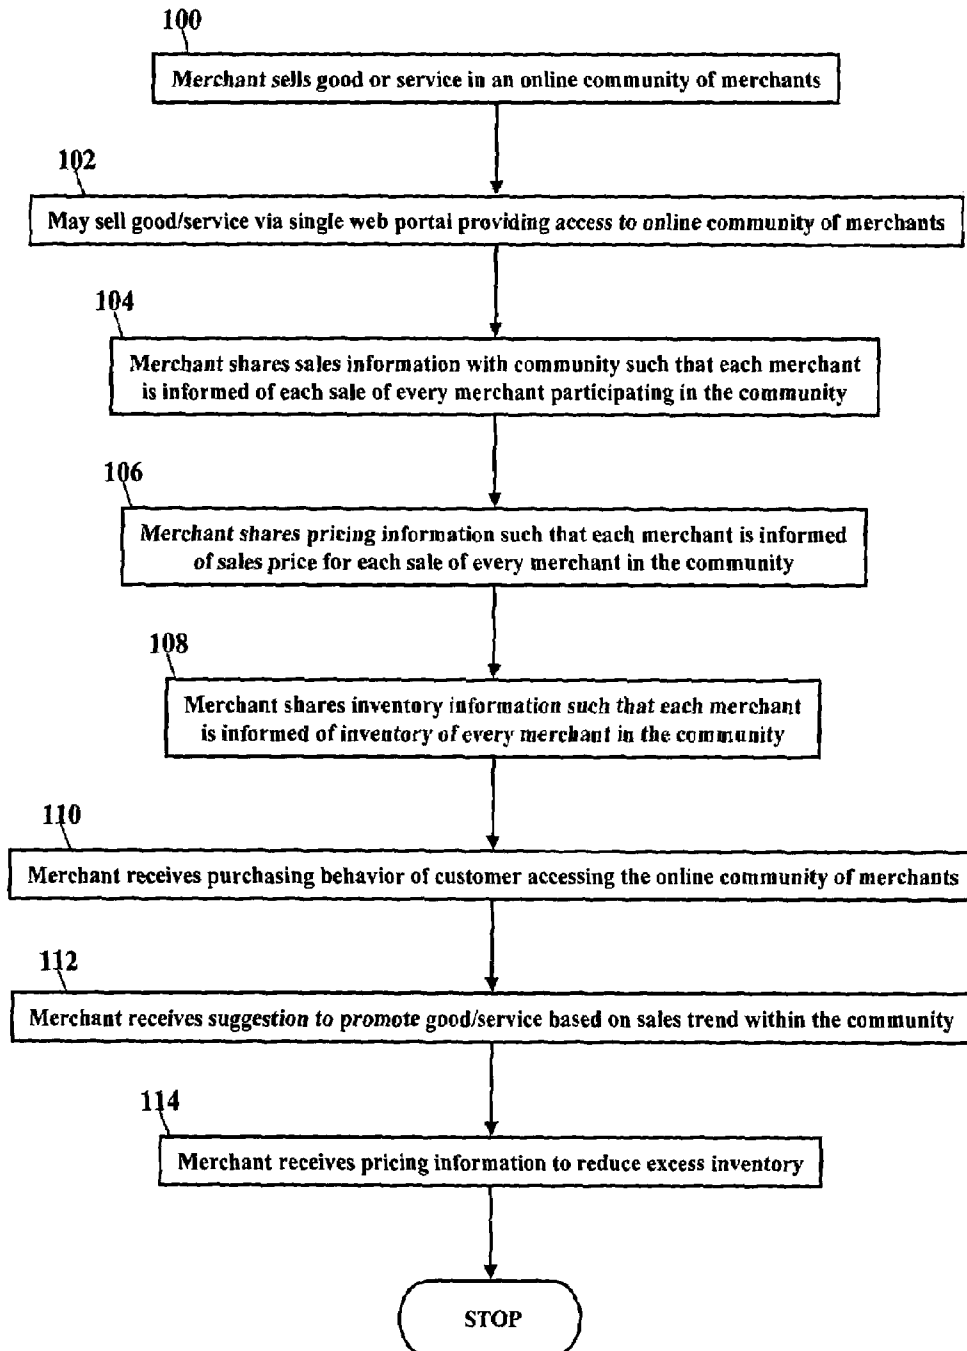 100
Merchant sells good or service in an online community of merchants
102
May sell good/service via single web portal providing access to online community of merchants
104
Merchant shares sales information with community such that each merchant
is informed of each sale of every merchant participating in the community
106
Merchant shares pricing information such that each merchant is informed
of sales price for each sale of every merchant in the community
108
Merchant shares inventory information such that each merchant
is informed of inventory of every merchant in the community
110
Merchant receives purchasing behavior of customer accessing the online community of merchants
112
Merchant receives suggestion to promote good/service based on sales trend within the community
114
Merchant receives pricing information to reduce excess inventory
STOP